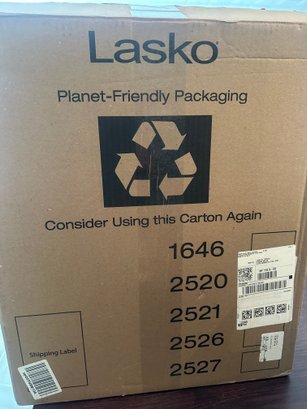 Lasko
Planet-Friendly Packaging
Consider Using this Carton Again
1646
2520
2521
2526
2527
Shipping Label